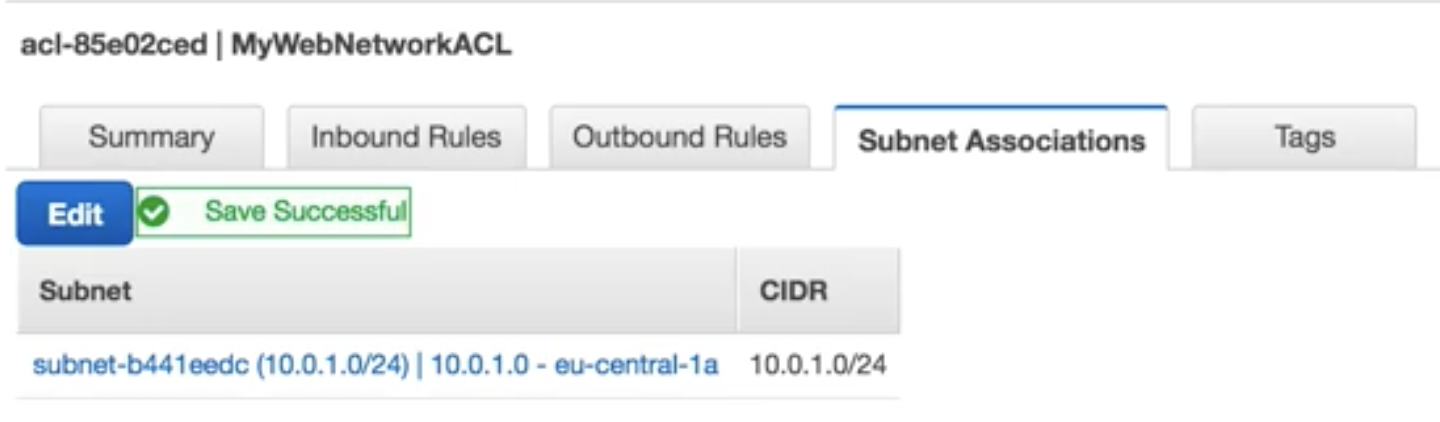 acl-85e02ced | MyWebNetworkACL
Summary Inbound Rules Outbound Rules Subnet Associations Tags
Edit Save Successful
Subnet CIDR
subnet-b441eedc (10.0.1.0/24) | 10.0.1.0 - eu-central-1a 10.0.1.0/24